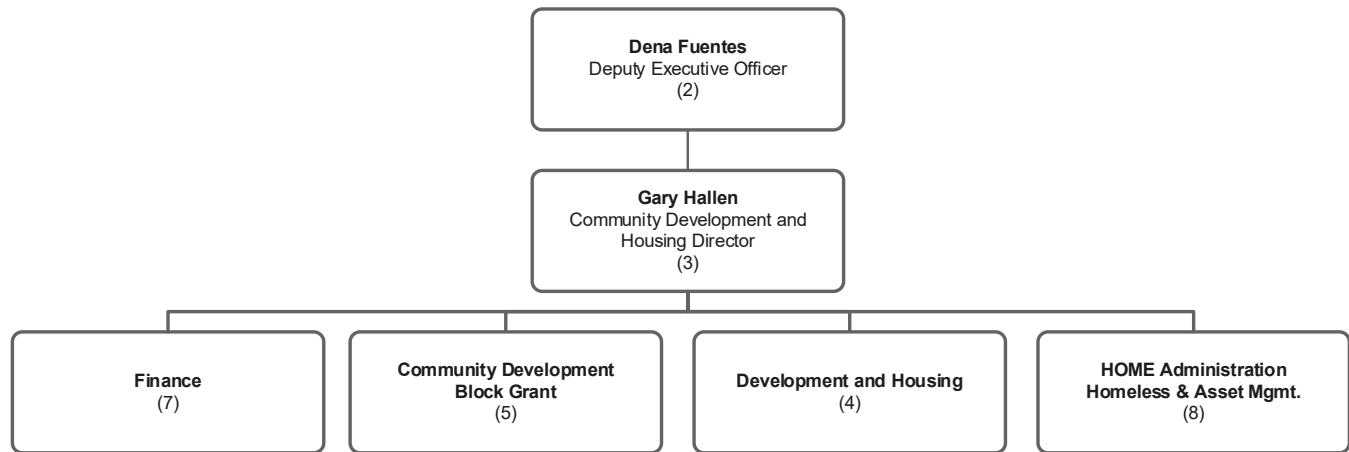 Dena Fuentes
Deputy Executive Officer
(2)
Gary Hallen
Community Development and
Housing Director
(3)
Finance
(7)
Community Development
Block Grant
(5)
Development and Housing
(4)
HOME Administration
Homeless & Asset Mgmt.
(8)